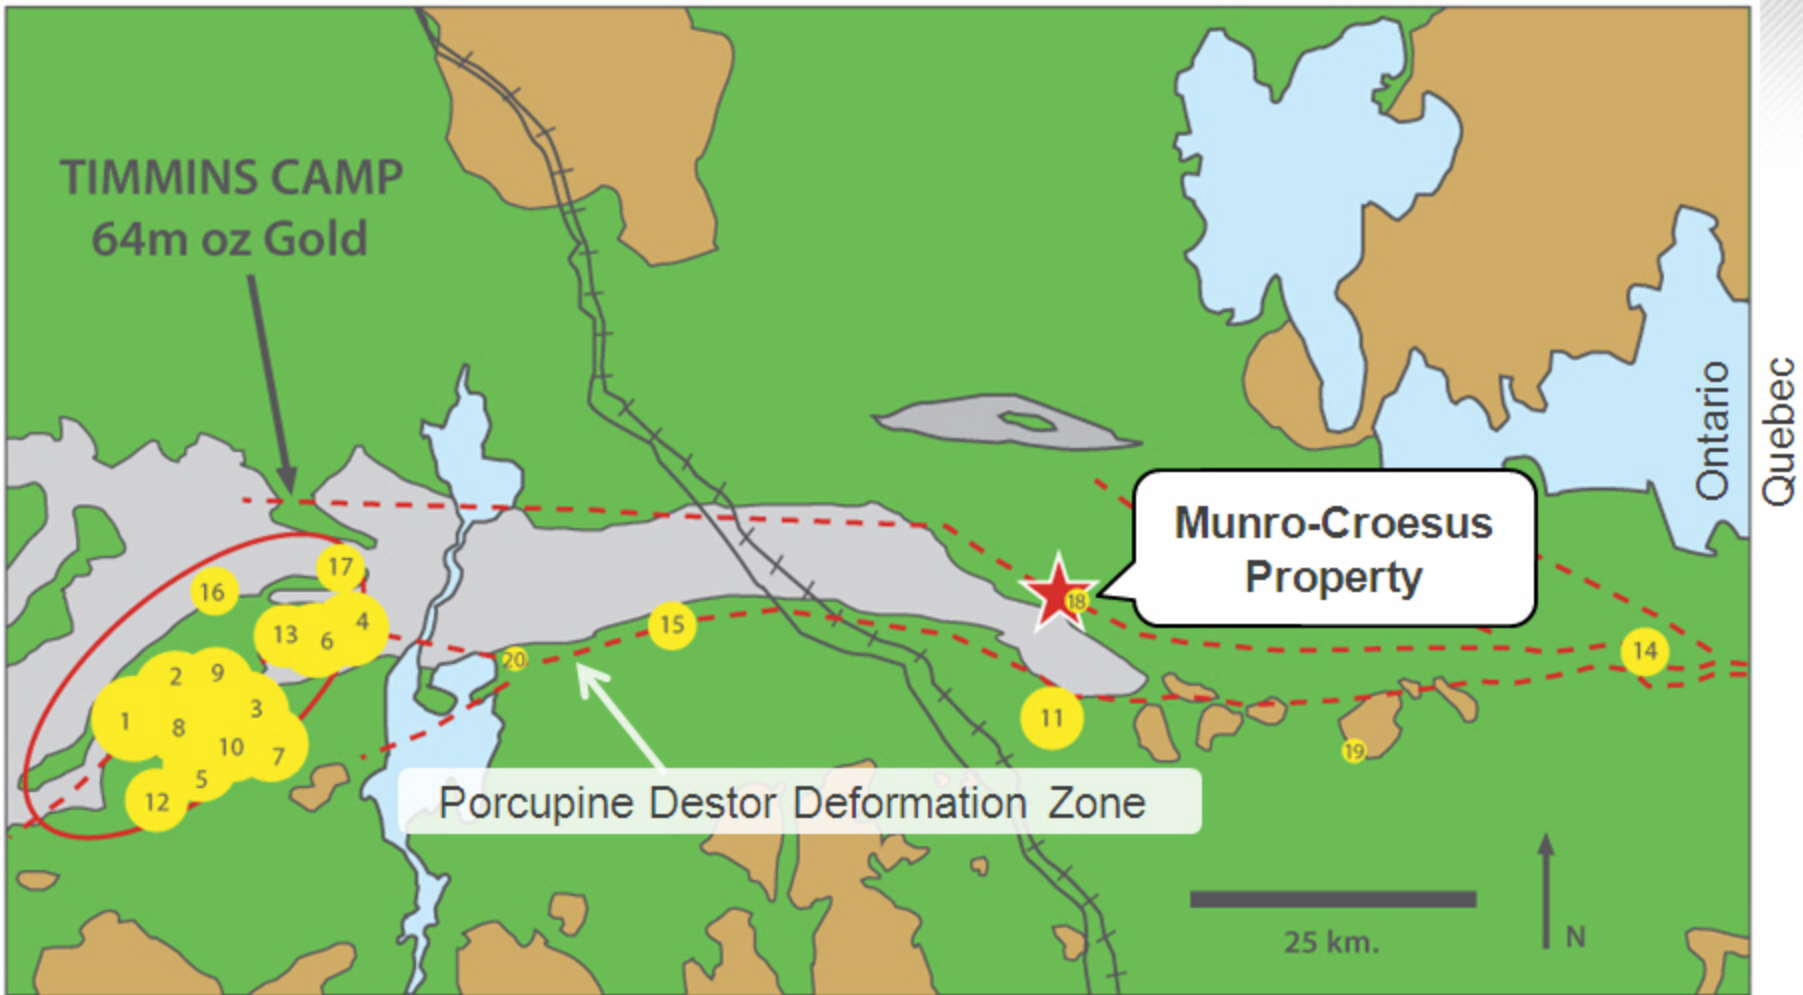 TIMMINS CAMP
64m oz Gold
Ontario
Quebec
Munro-Croesus
Property
17
16
4
13
6
18
15
14
20
2
9
3
1
8
11
10
7
19
5
12
Porcupine Destor Deformation Zone
25 km.
N